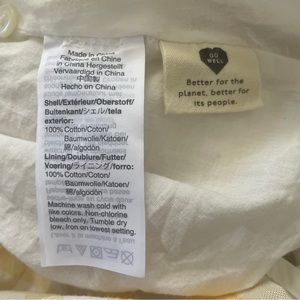 Made in China
Fabriqué en Chine
In China Hergestellt
Vervaardigd in China
中国製
Hecho en China
Shell/Extérieur/Oberstoff/
Buitenkant/シェル/tela
exterior:
100% Cotton/Coton/
Baumwolle/Katoen/
綿/algodón
Lining/Doublure/Futter/
Voering/ライニング/forro:
100% Cotton/Coton/
Baumwolle/Katoen/
綿/algodón
Machine wash cold with
like colors. Non-chlorine
bleach only. Tumble dry
low. Iron on lowest setting.
DO
WELL
Better for the
planet, better for
its people.